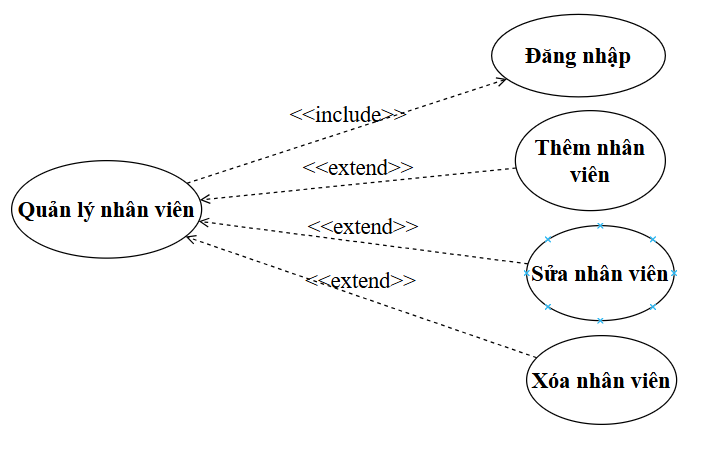 Đăng nhập
<<include>>
Thêm nhân
viên
<<extend>>
Quản lý nhân viên
<<extend>>
Sửa nhân viên
<<extend>>
Xóa nhân viên